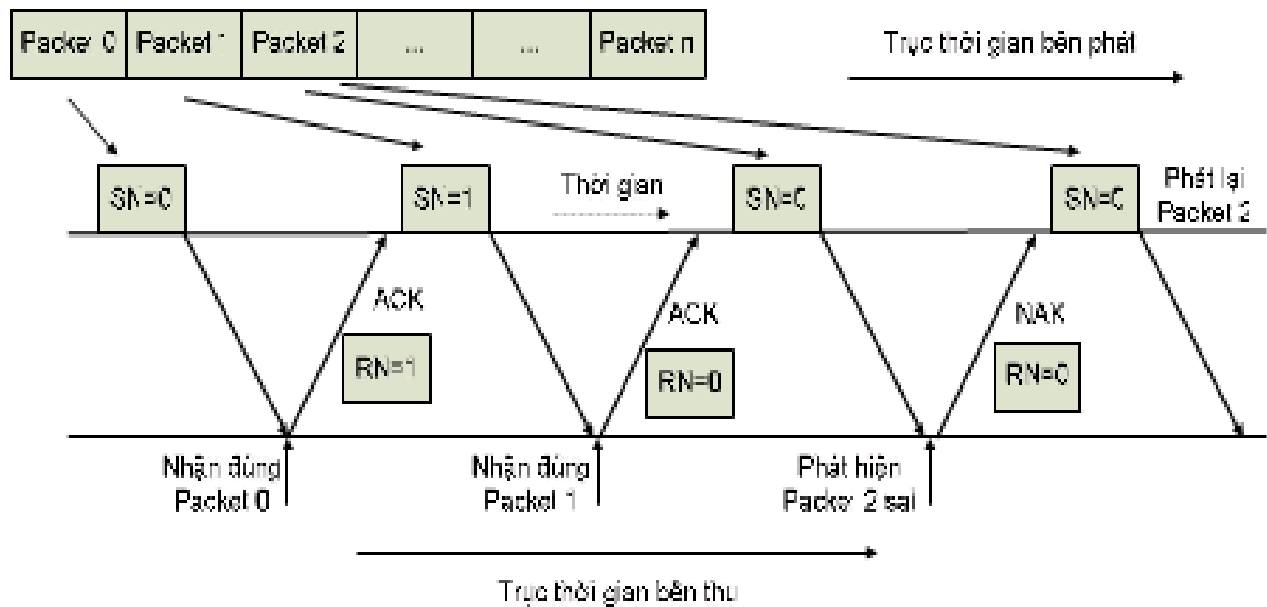 Packet 0
Packet 1
Packet 2
...
...
Packet n
Trục thời gian bên phát
SN=0
SN=1
Thời gian
SN=0
SN=0
Phát lại
Packet 2
ACK
RN=1
ACK
RN=0
NAK
RN=0
Nhận đúng
Packet 0
Nhận đúng
Packet 1
Phát hiện
Packet 2 sai
Trục thời gian bên thu